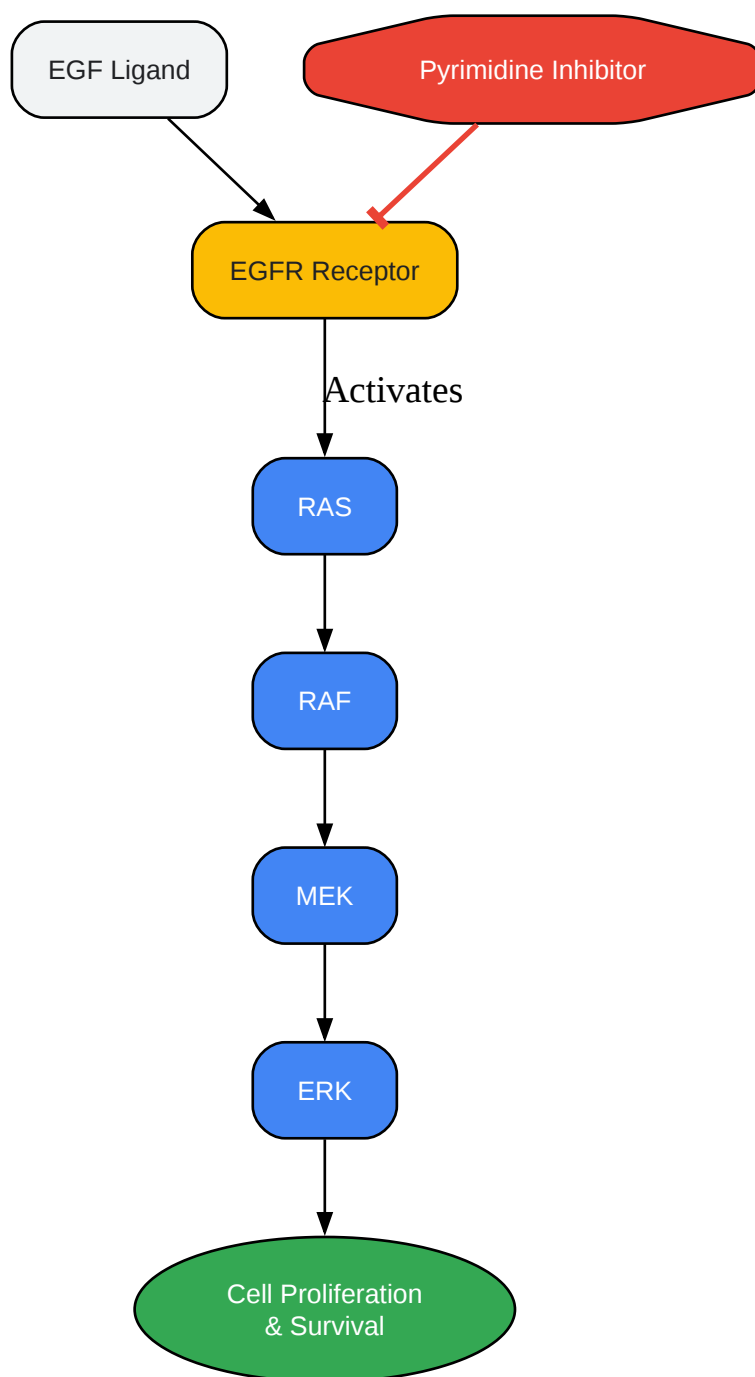 EGF Ligand
Pyrimidine Inhibitor
EGFR Receptor
Activates
RAS
RAF
MEK
ERK
Cell Proliferation
& Survival